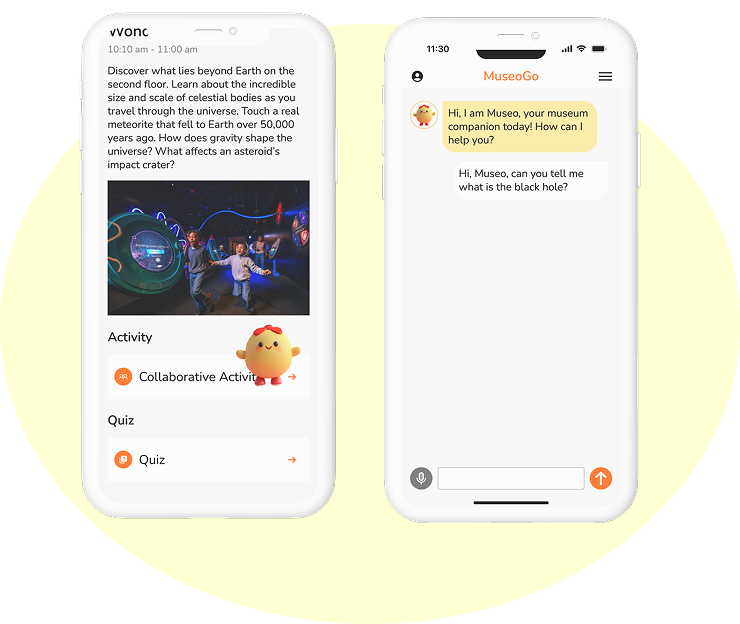 10:10 am - 11:00 am
Discover what lies beyond Earth on the
second floor. Learn about the incredible
size and scale of celestial bodies as you
travel through the universe. Touch a real
meteorite that fell to Earth over 50,000
years ago. How does gravity shape the
universe? What affects an asteroid's
impact crater?
Activity
Collaborative Activit
Quiz
Quiz
11:30
MuseoGo
Hi, I am Museo, your museum
companion today! How can I
help you?
Hi, Museo, can you tell me
what is the black hole?